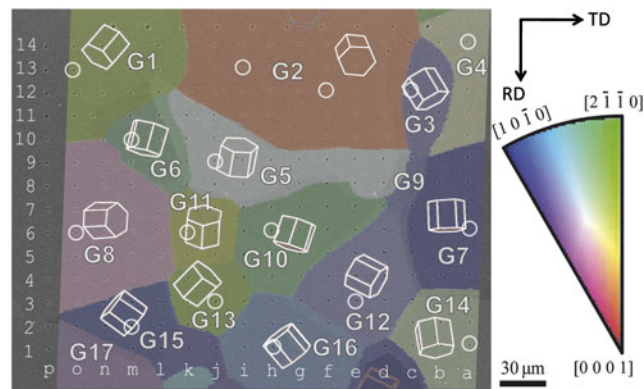 14
13
12
10
9
8
7
6
5
4
3
2
1
p o n m l k j i h g f e d c b a
G1
G2
G4
G3
G6
G5
G9
G11
G8
G10
G7
G13
G12
G14
G15
G16
G17
TD
RD
[1 0 1̄ 0]
[2 1̄ 1̄ 0]
[0 0 0 1]
30 μm